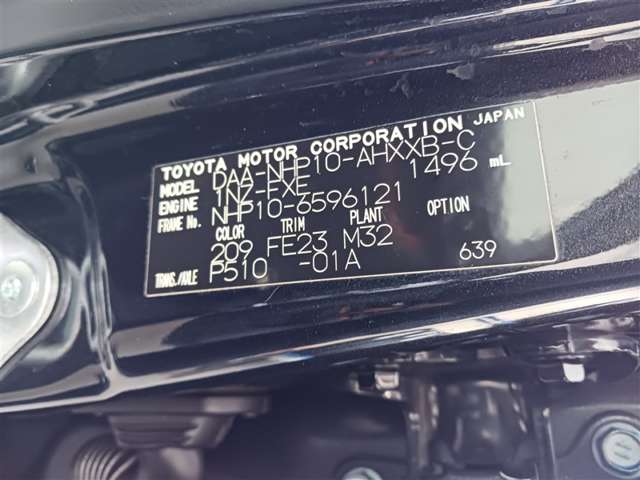 TOYOTA MOTOR CORPORATION JAPAN
MODEL DAA-NHP10-AHXXB-C
ENGINE 1NZ-FXE 1496 mL
FRAME No. NHP10-6596121
COLOR TRIM PLANT OPTION
209 FE23 M32
TRANS./AXLE P510 -01A 639